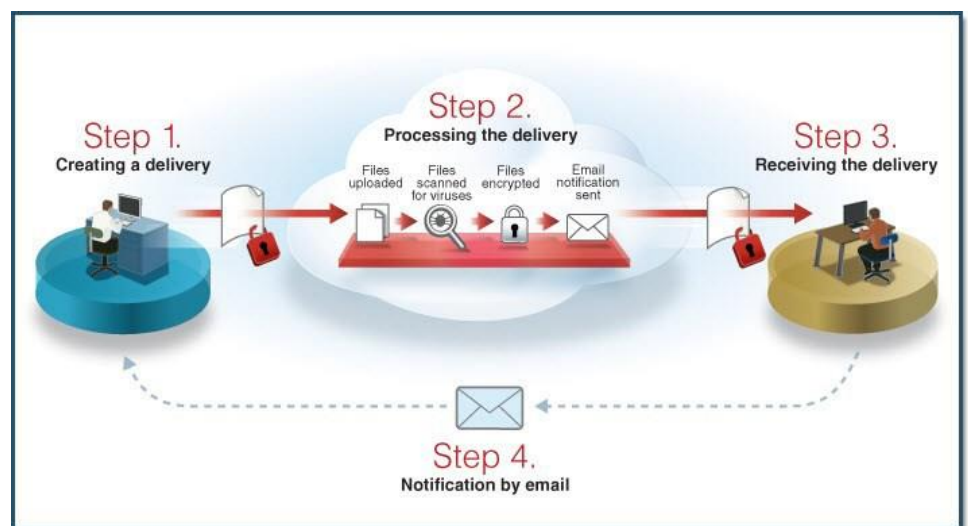 Step 1.
Creating a delivery
Step 2.
Processing the delivery
Files
uploaded
Files
scanned
for viruses
Files
encrypted
Email
notification
sent
Step 3.
Receiving the delivery
Step 4.
Notification by email